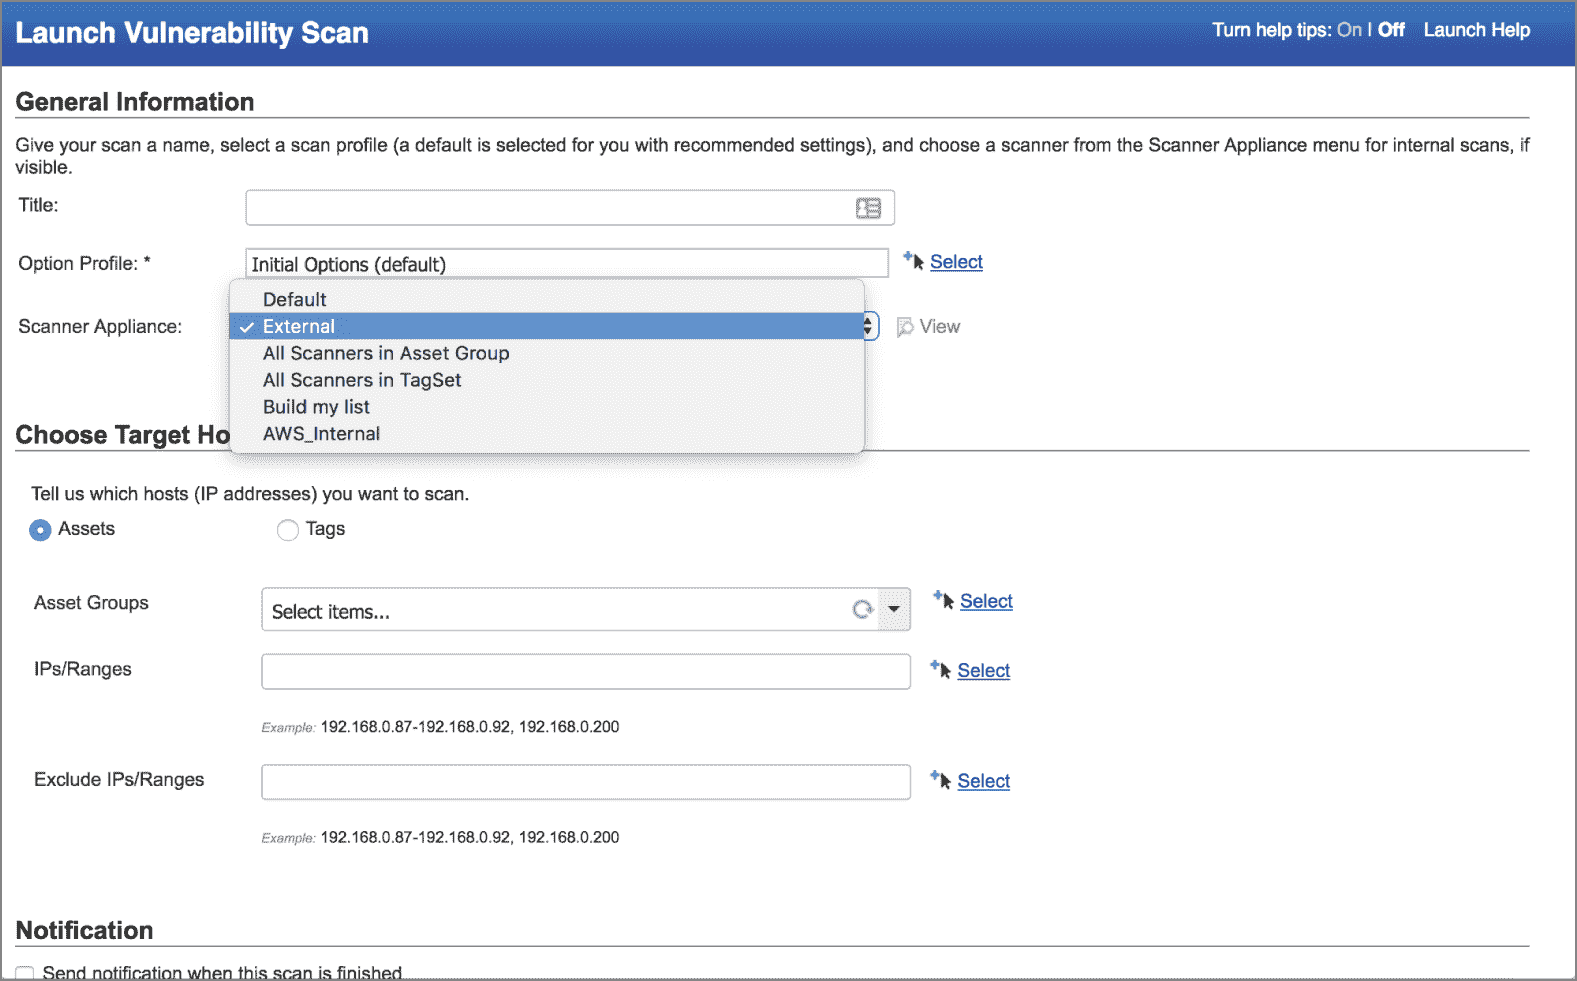 Launch Vulnerability Scan
Turn help tips: On | Off Launch Help
General Information
Give your scan a name, select a scan profile (a default is selected for you with recommended settings), and choose a scanner from the Scanner Appliance menu for internal scans, if
visible.
Title:
Option Profile: * Initial Options (default) Select
Default
Scanner Appliance: External View
All Scanners in Asset Group
All Scanners in TagSet
Build my list
AWS_Internal
Choose Target Ho
Tell us which hosts (IP addresses) you want to scan.
Assets Tags
Asset Groups Select items... Select
IPs/Ranges Select
Example: 192.168.0.87-192.168.0.92, 192.168.0.200
Exclude IPs/Ranges Select
Example: 192.168.0.87-192.168.0.92, 192.168.0.200
Notification
Send notification when this scan is finished